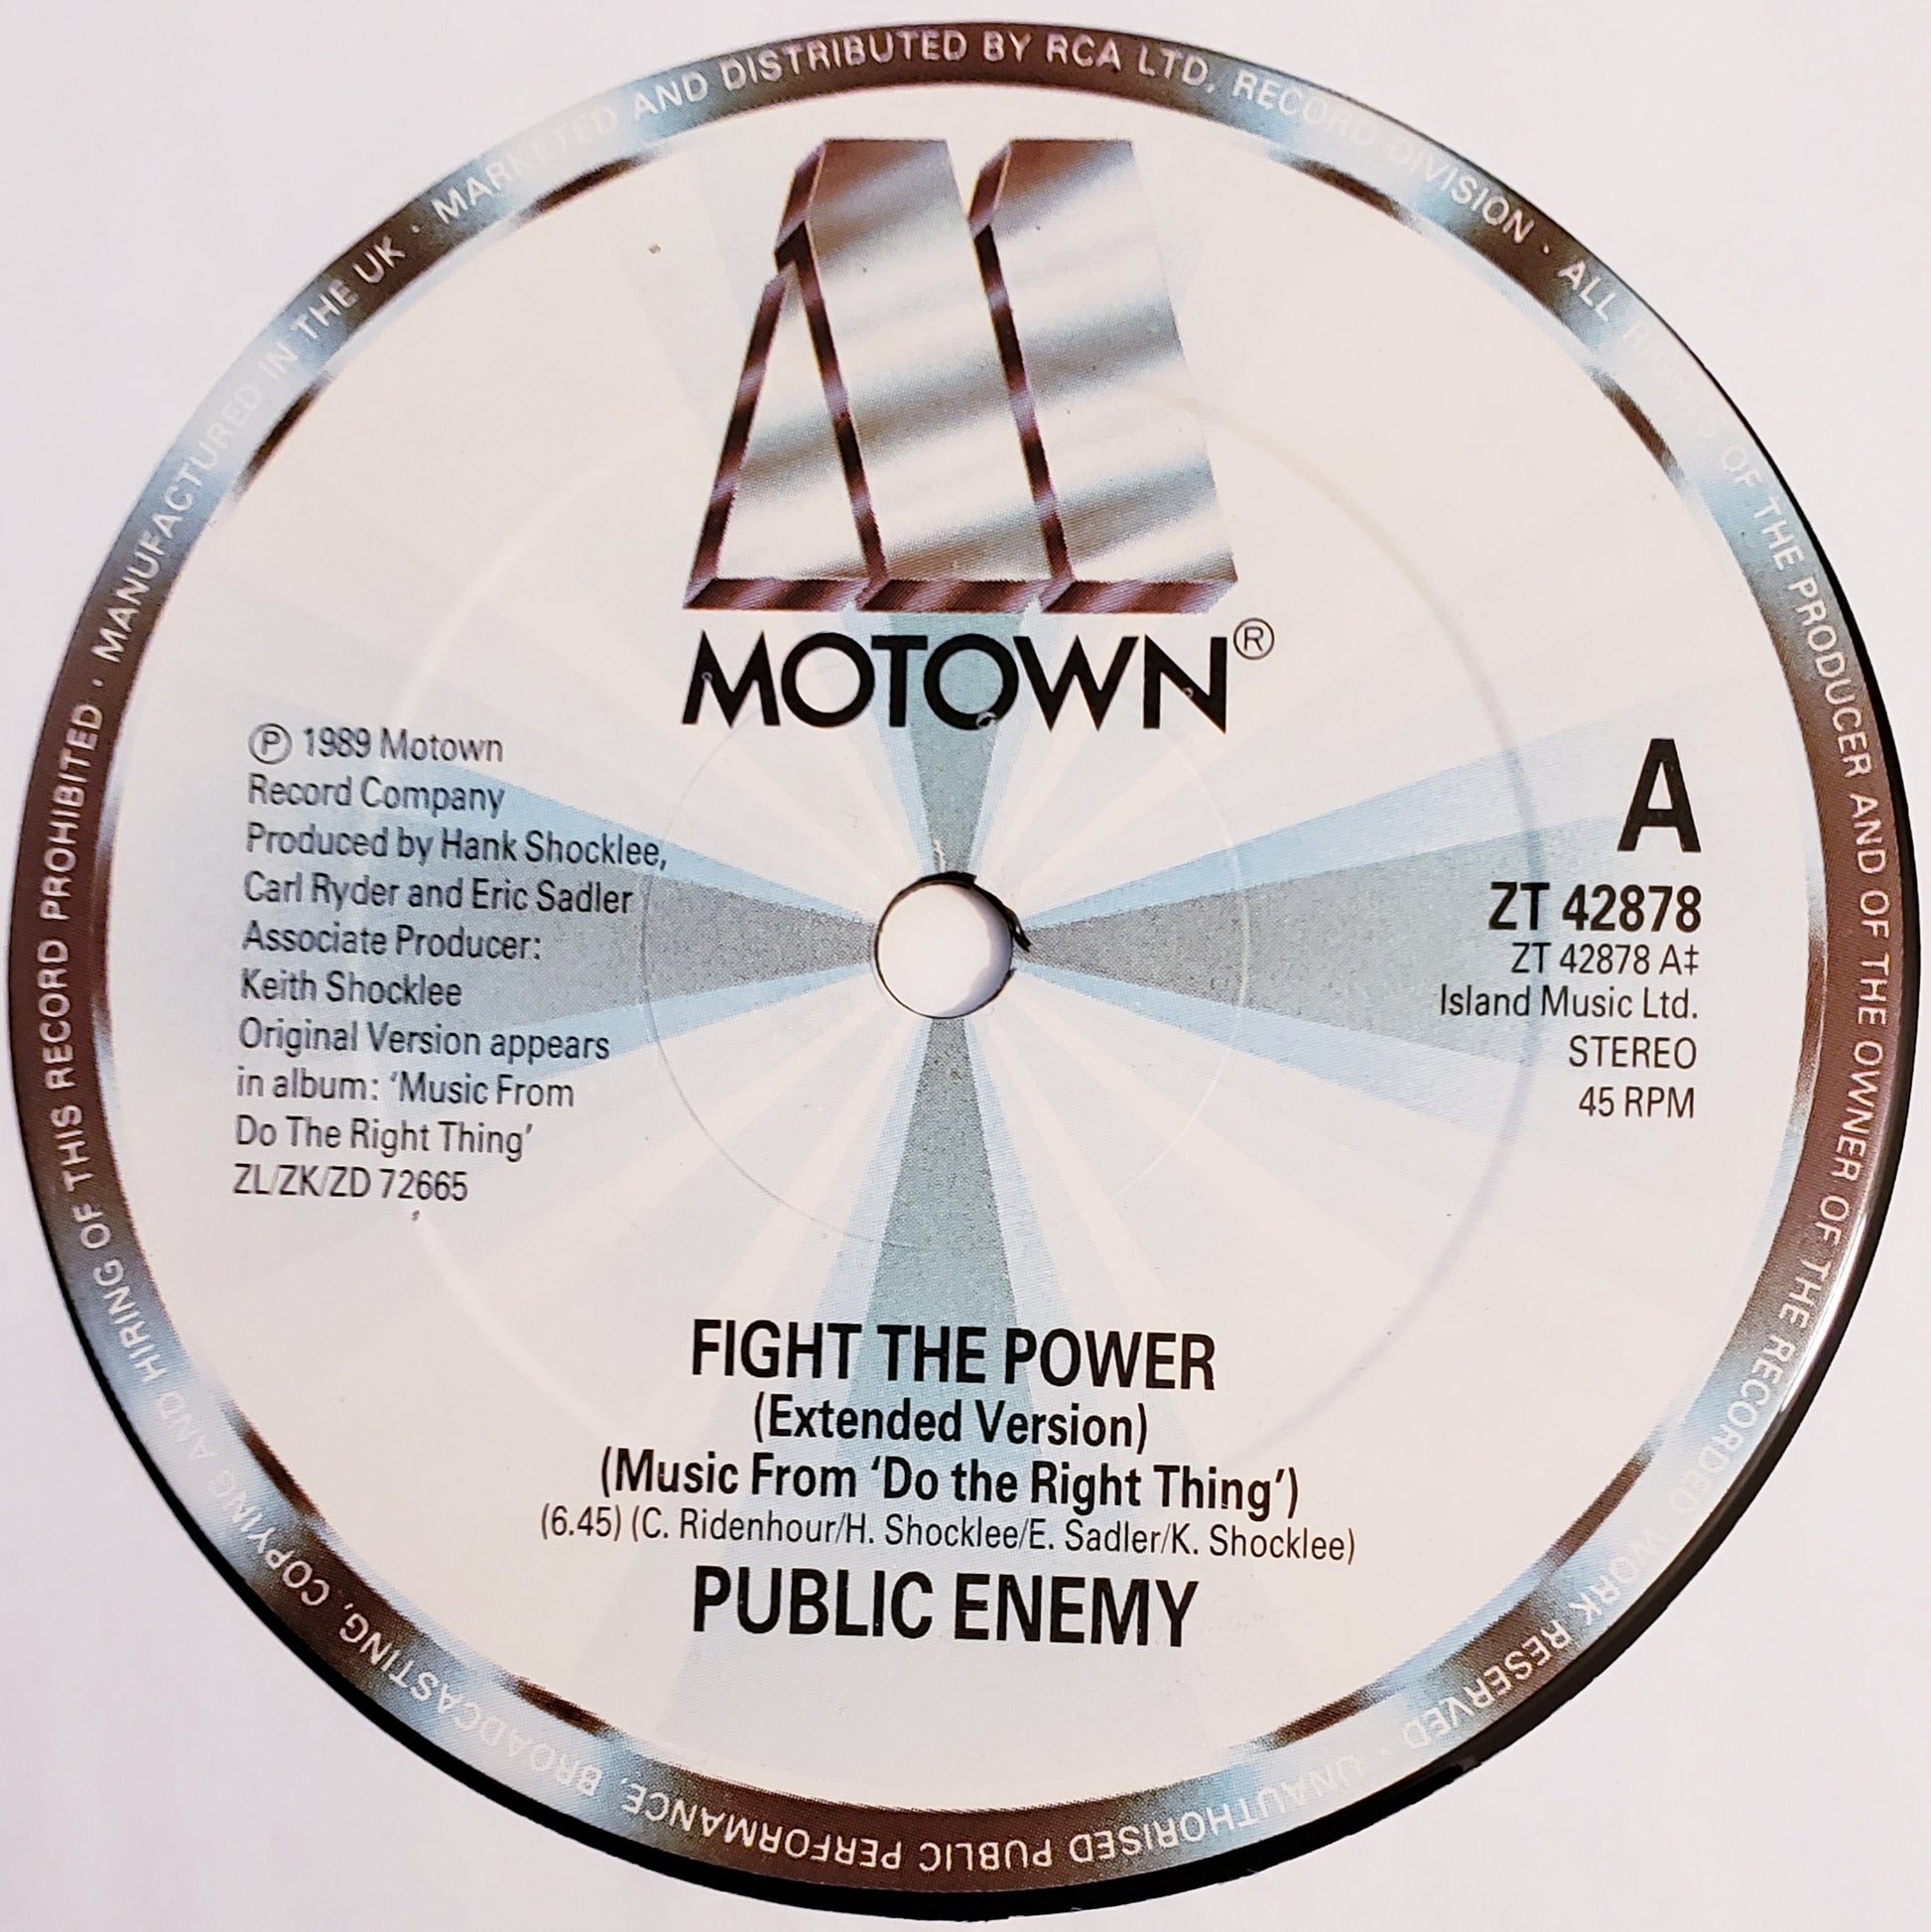 MANUFACTURED IN THE UK · MARKETED AND DISTRIBUTED BY RCA LTD, RECORD DIVISION · ALL RIGHTS OF THE PRODUCER AND OF THE OWNER OF THE RECORDED WORK RESERVED · UNAUTHORISED PUBLIC PERFORMANCE, BROADCASTING, COPYING AND HIRING OF THIS RECORD PROHIBITED ·
MOTOWN®
℗ 1989 Motown
Record Company
Produced by Hank Shocklee,
Carl Ryder and Eric Sadler
Associate Producer:
Keith Shocklee
Original Version appears
in album: ‘Music From
Do The Right Thing’
ZL/ZK/ZD 72665
A
ZT 42878
ZT 42878 A‡
Island Music Ltd.
STEREO
45 RPM
FIGHT THE POWER
(Extended Version)
(Music From ‘Do the Right Thing’)
(6.45) (C. Ridenhour/H. Shocklee/E. Sadler/K. Shocklee)
PUBLIC ENEMY